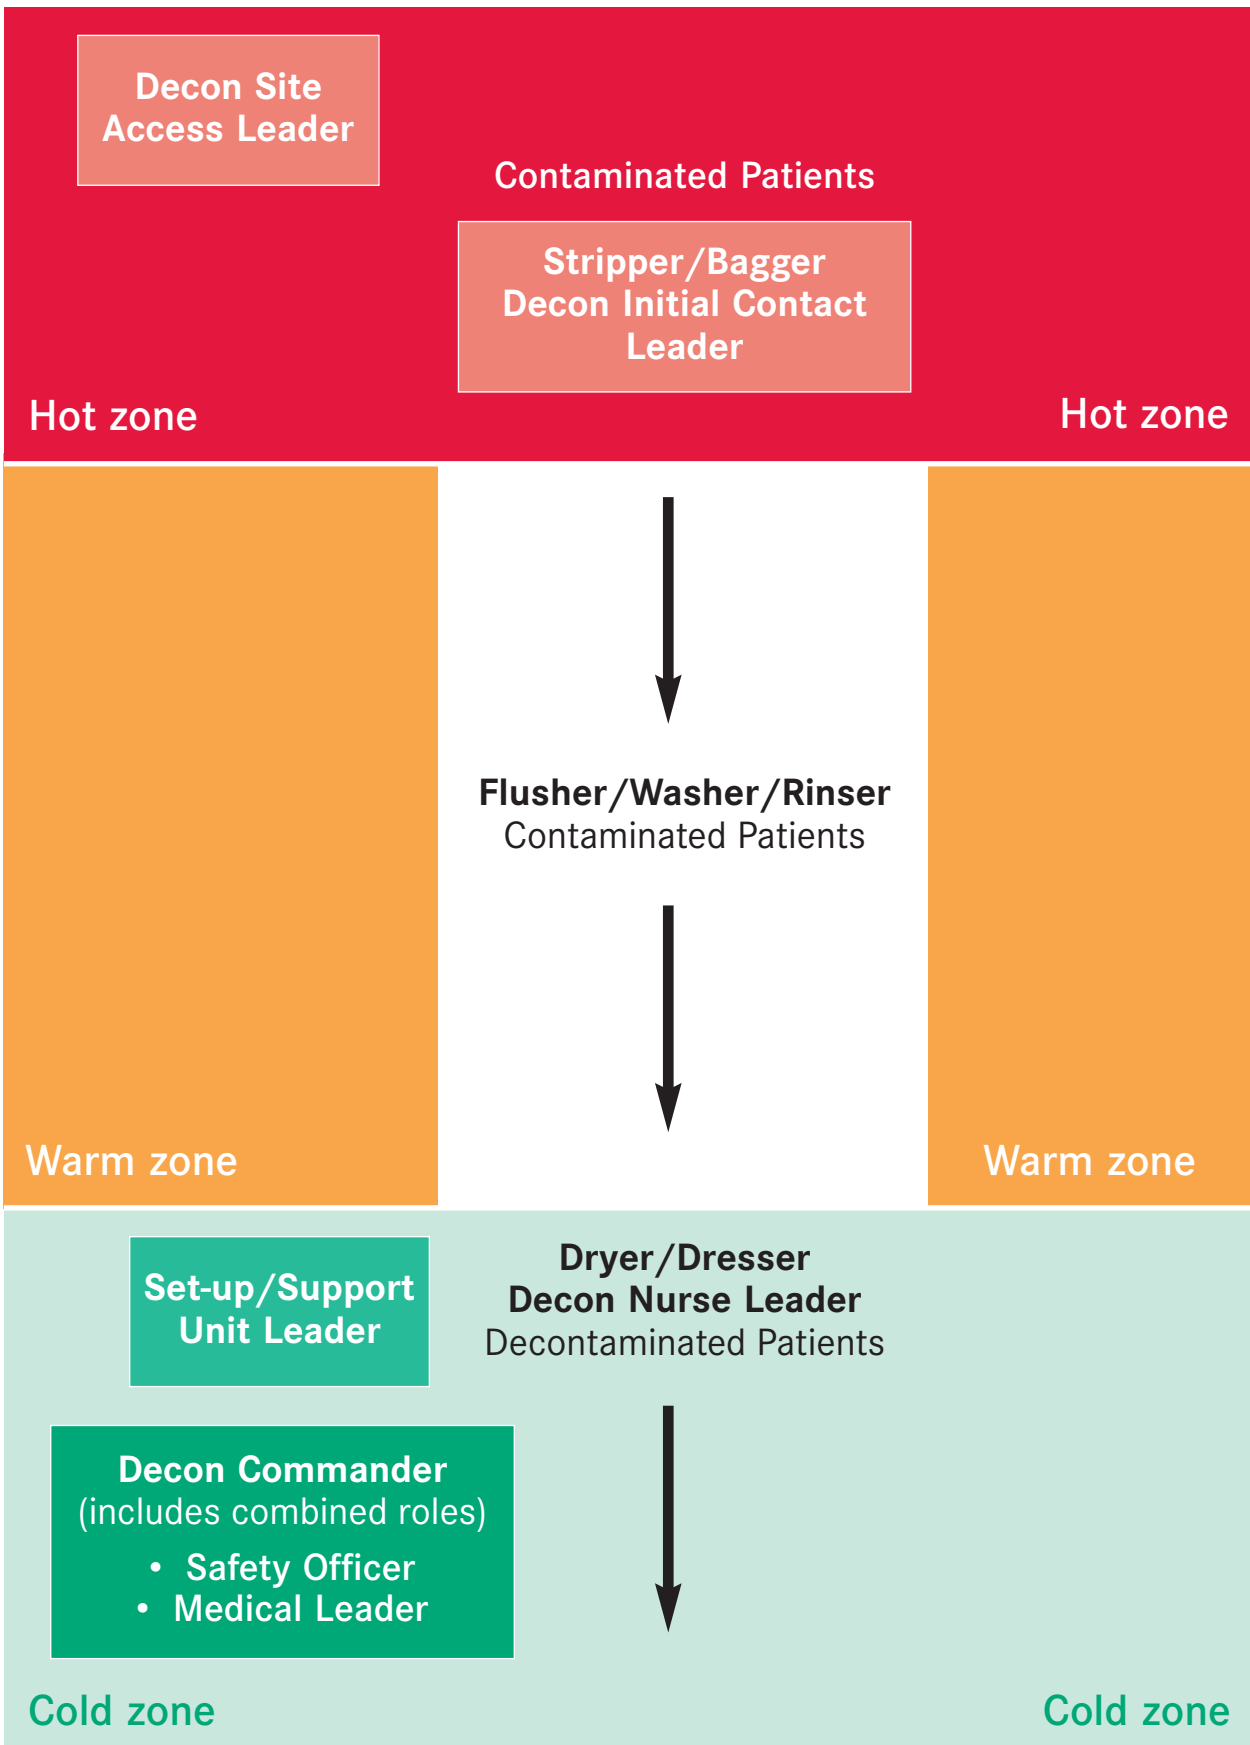 Decon Site
Access Leader
Contaminated Patients
Stripper/Bagger
Decon Initial Contact
Leader
Hot zone
Hot zone
Flusher/Washer/Rinser
Contaminated Patients
Warm zone
Warm zone
Set-up/Support
Unit Leader
Dryer/Dresser
Decon Nurse Leader
Decontaminated Patients
Decon Commander
(includes combined roles)
• Safety Officer
• Medical Leader
Cold zone
Cold zone